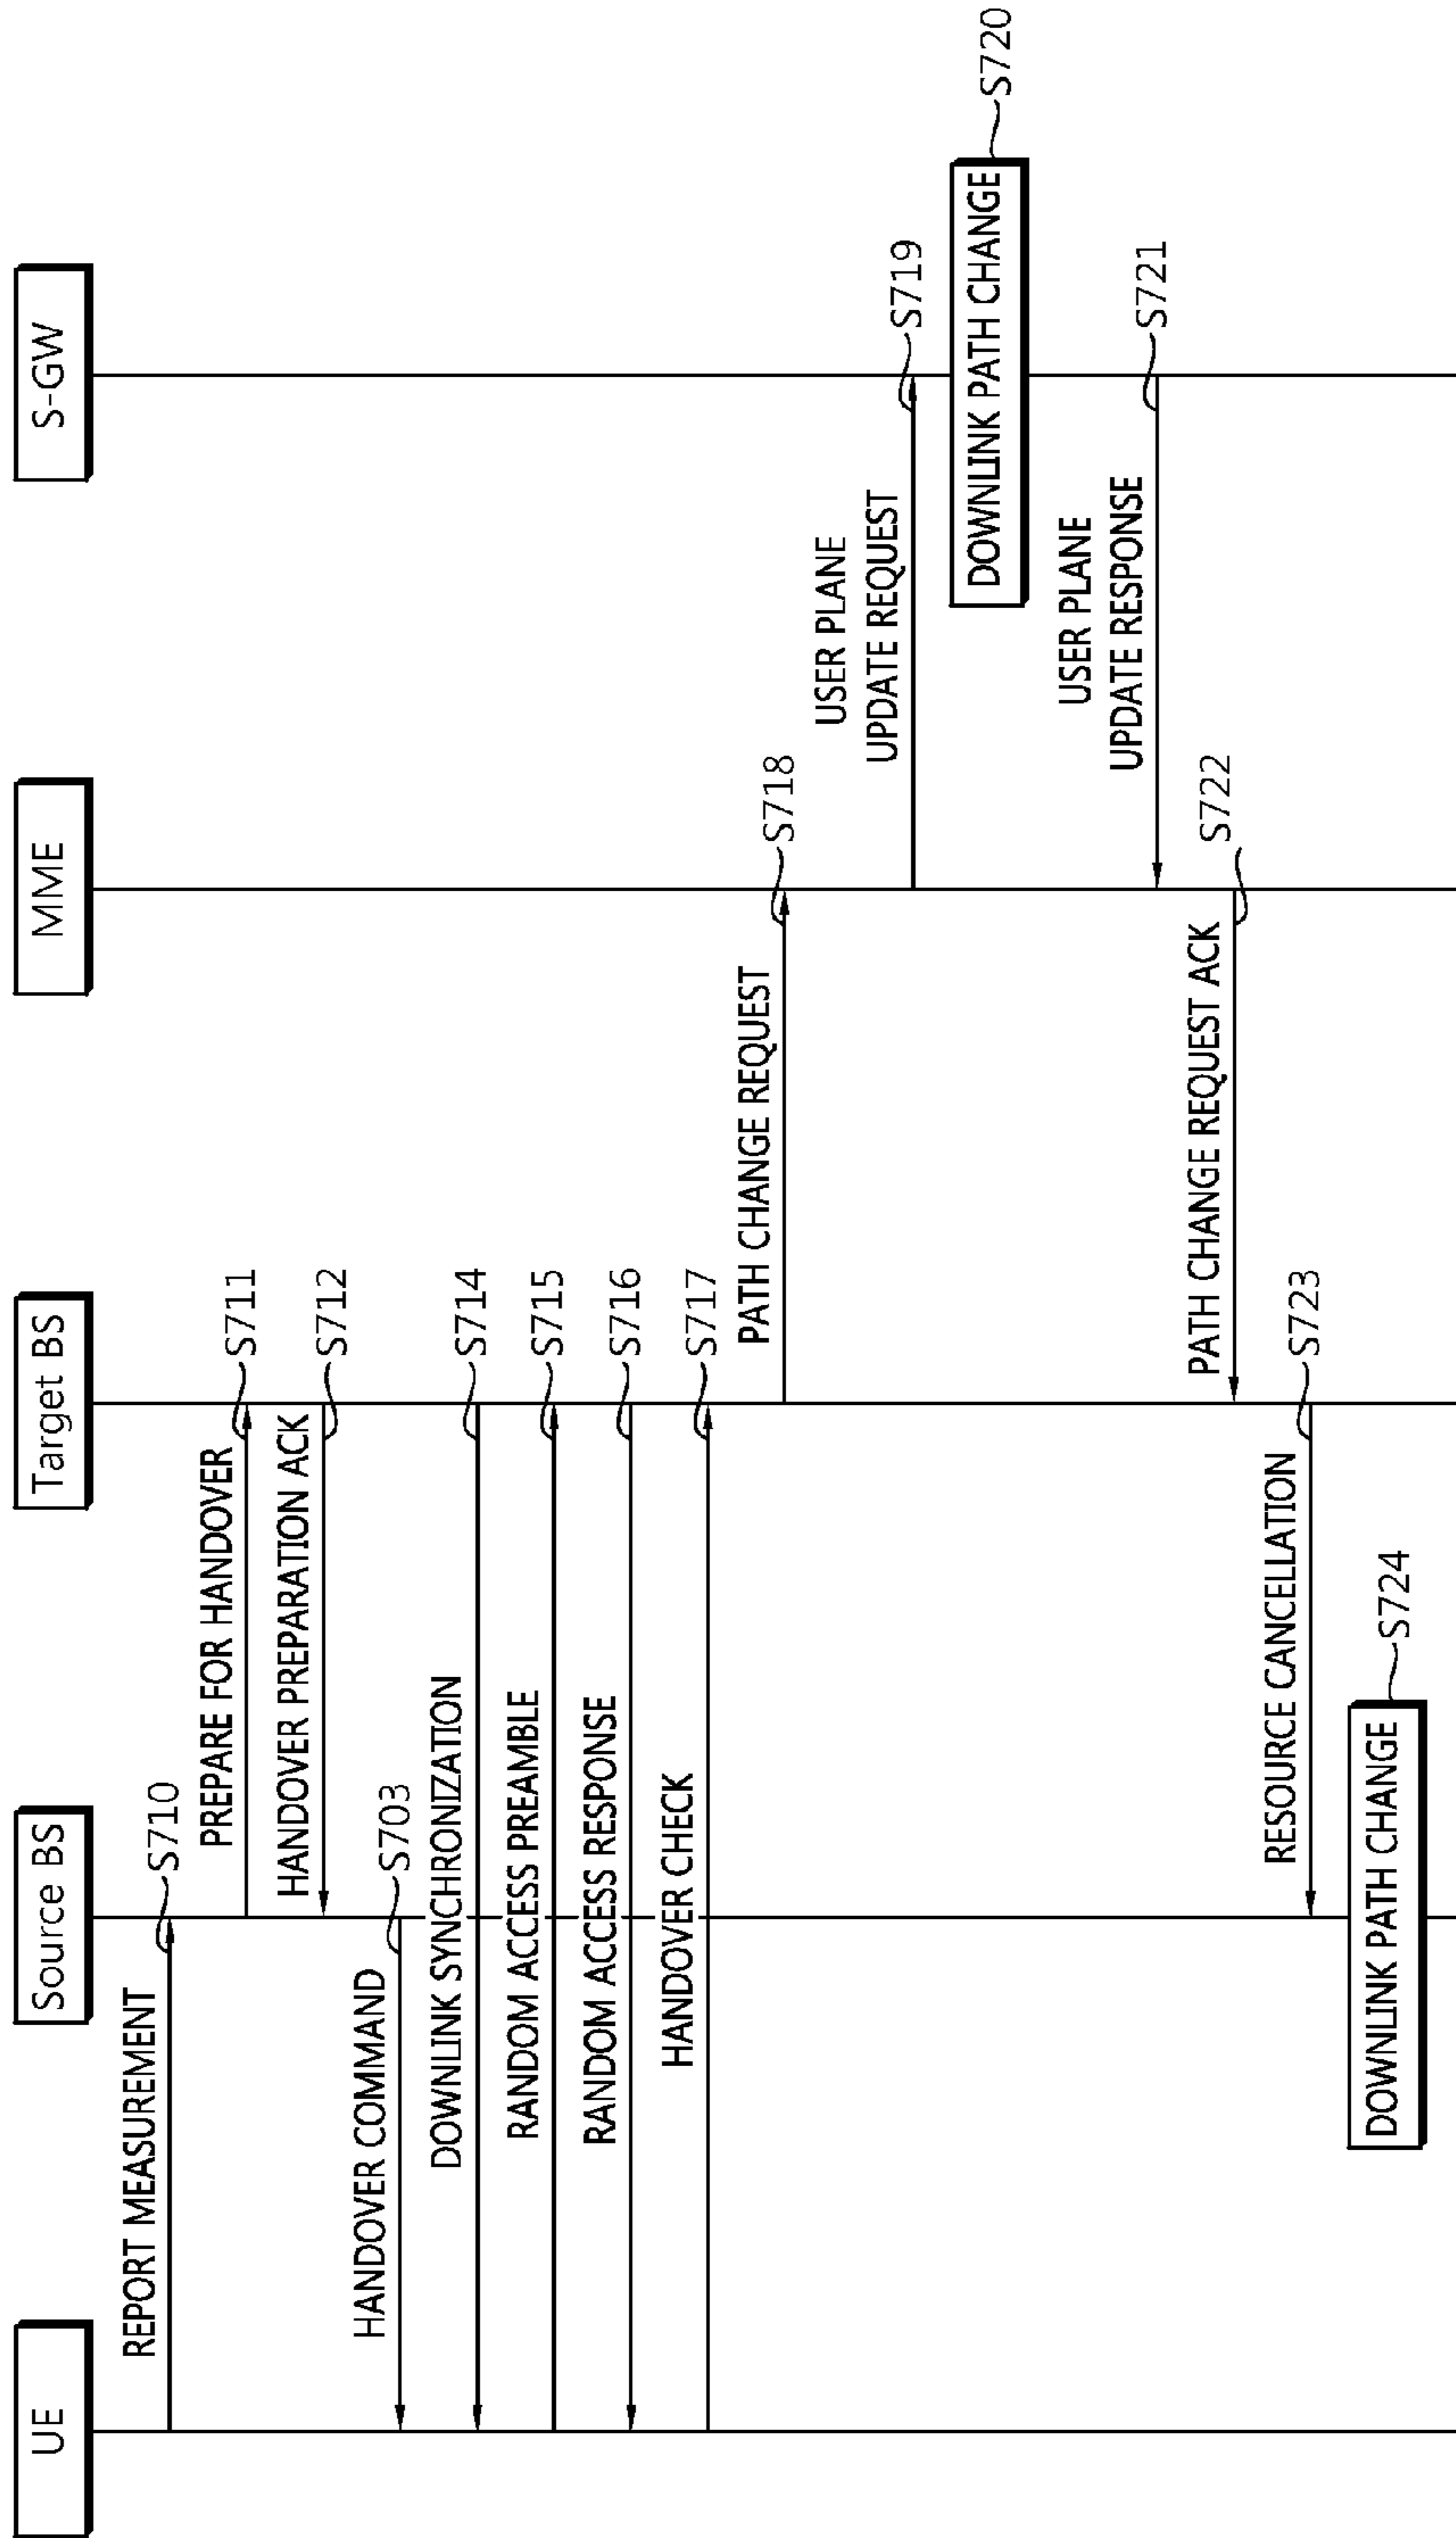 UE
Source BS
Target BS
MME
S-GW
REPORT MEASUREMENT
S710
PREPARE FOR HANDOVER
S711
HANDOVER PREPARATION ACK
S712
HANDOVER COMMAND
S703
DOWNLINK SYNCHRONIZATION
S714
RANDOM ACCESS PREAMBLE
S715
RANDOM ACCESS RESPONSE
S716
HANDOVER CHECK
S717
PATH CHANGE REQUEST
S718
USER PLANE
UPDATE REQUEST
S719
DOWNLINK PATH CHANGE
S720
USER PLANE
UPDATE RESPONSE
S721
PATH CHANGE REQUEST ACK
S722
RESOURCE CANCELLATION
S723
DOWNLINK PATH CHANGE
S724